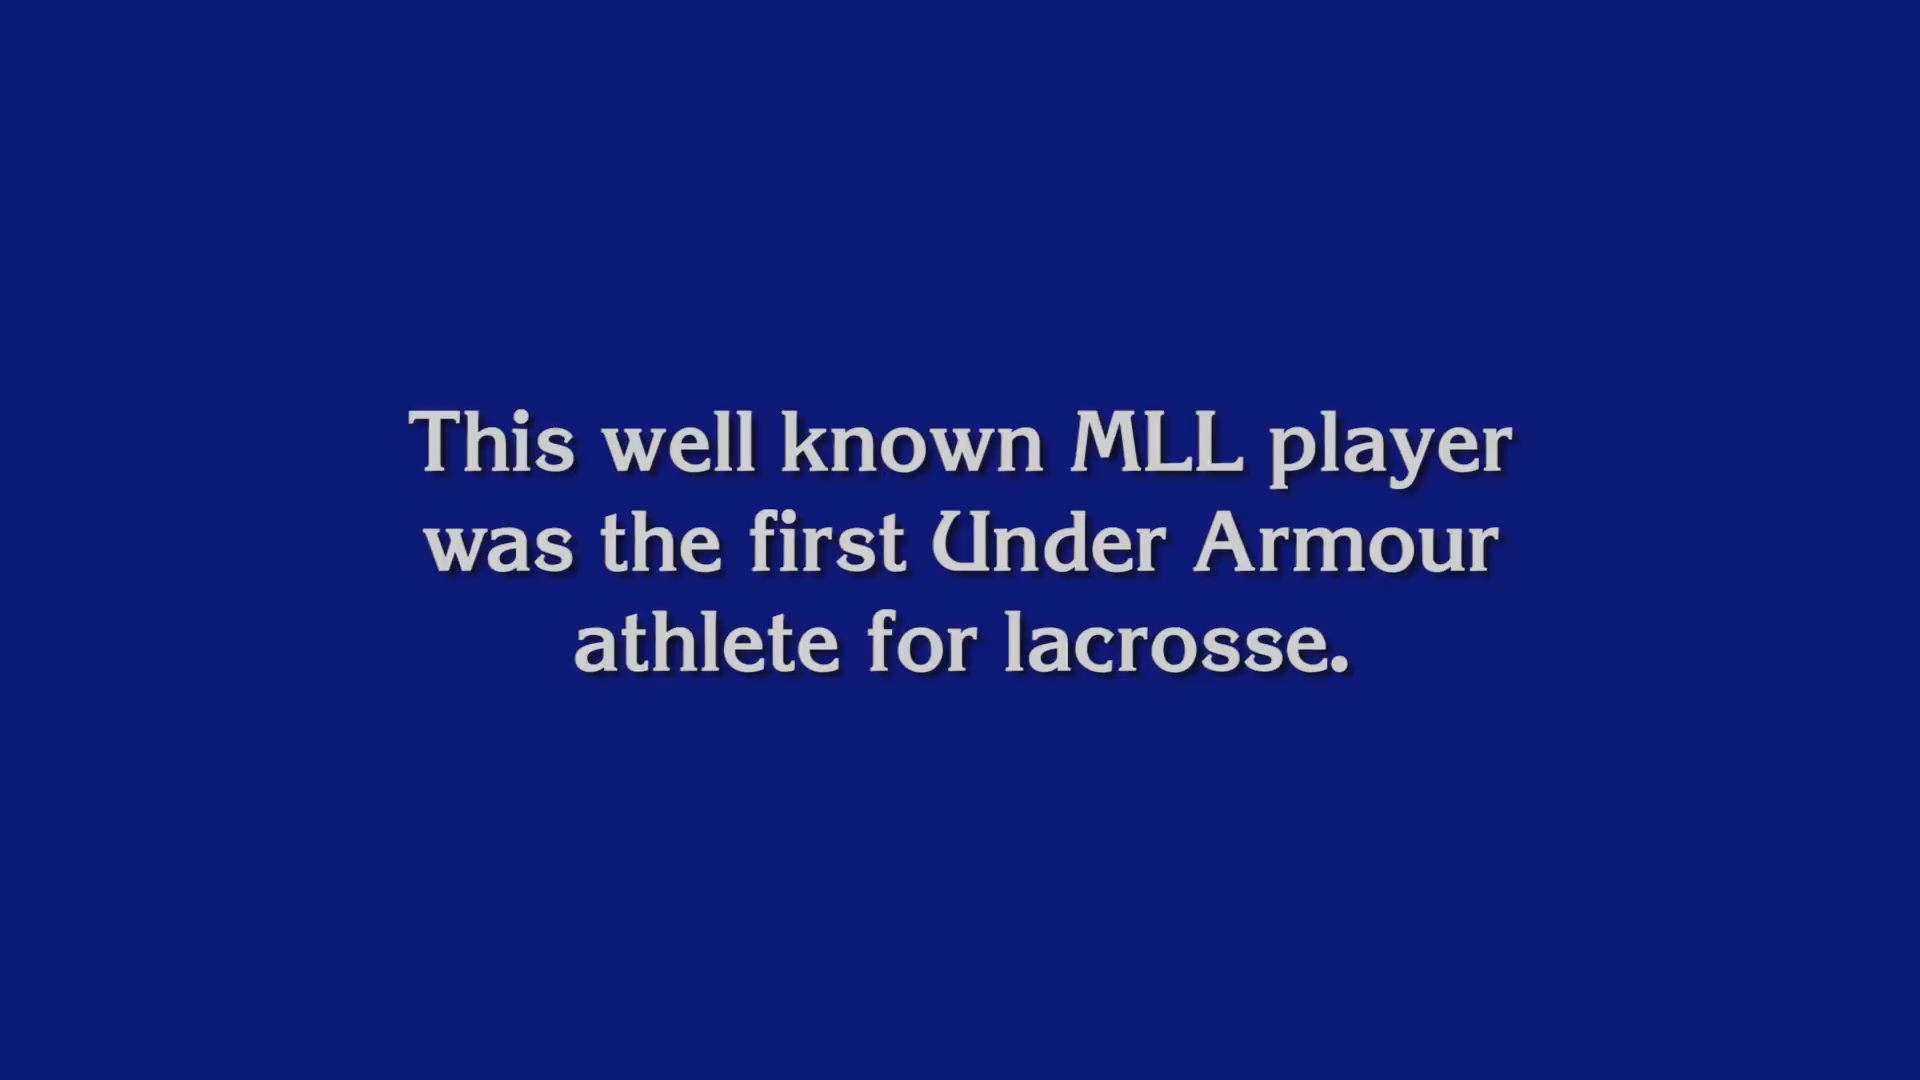 This well known MLL player
was the first Under Armour
athlete for lacrosse.